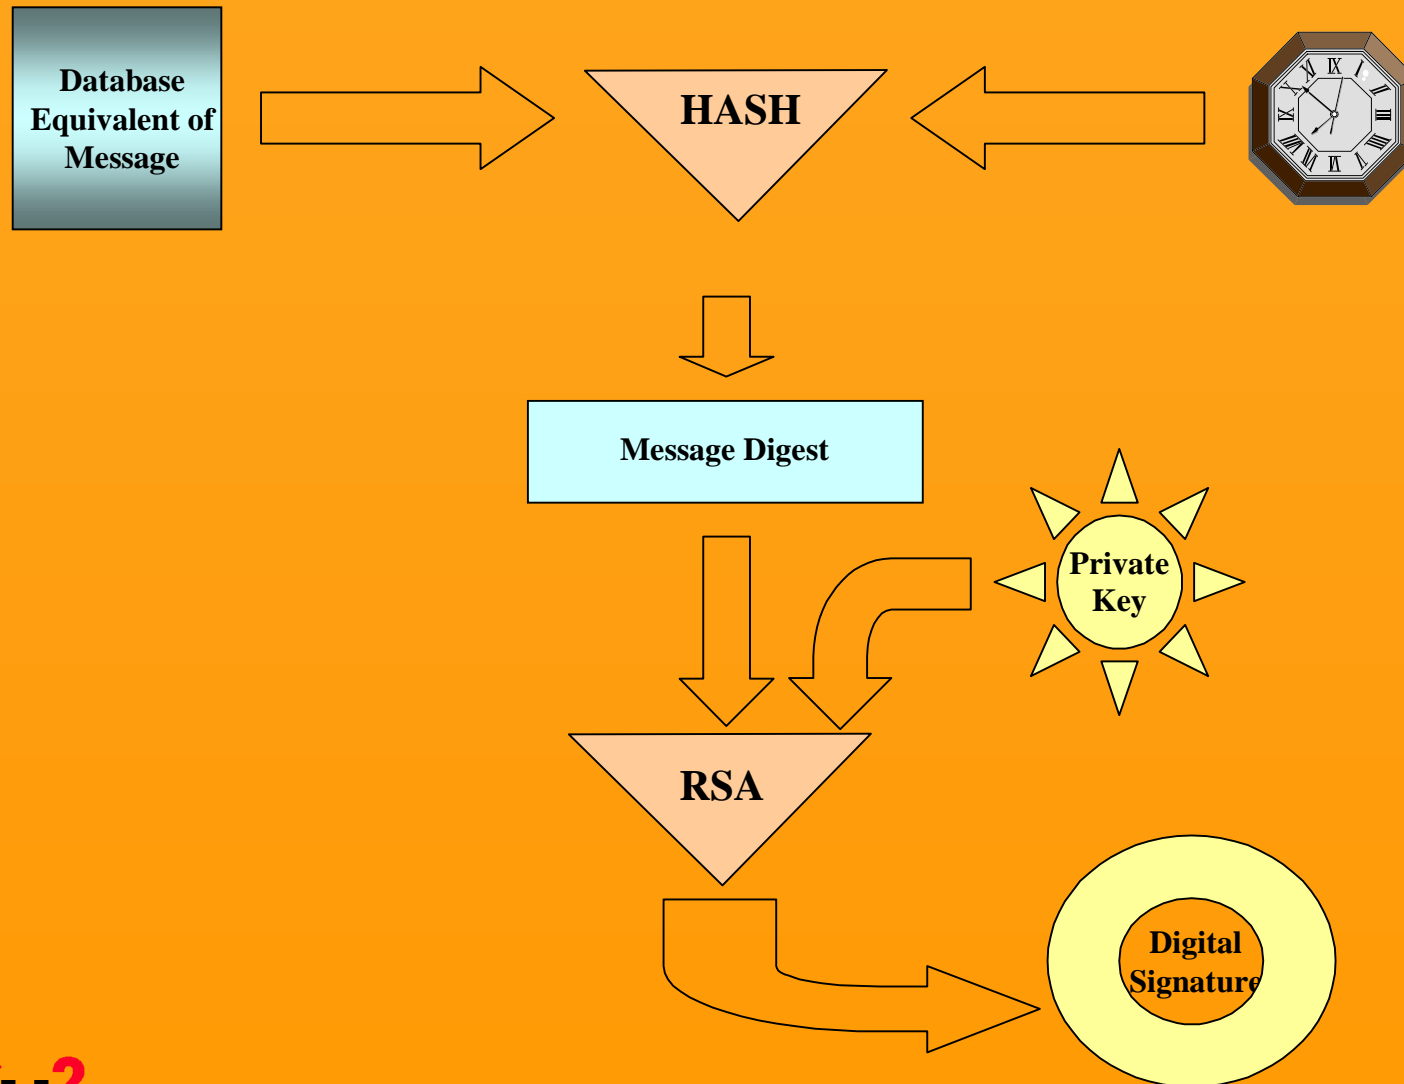 Database
Equivalent of
Message
HASH
Message Digest
Private
Key
RSA
Digital
Signature